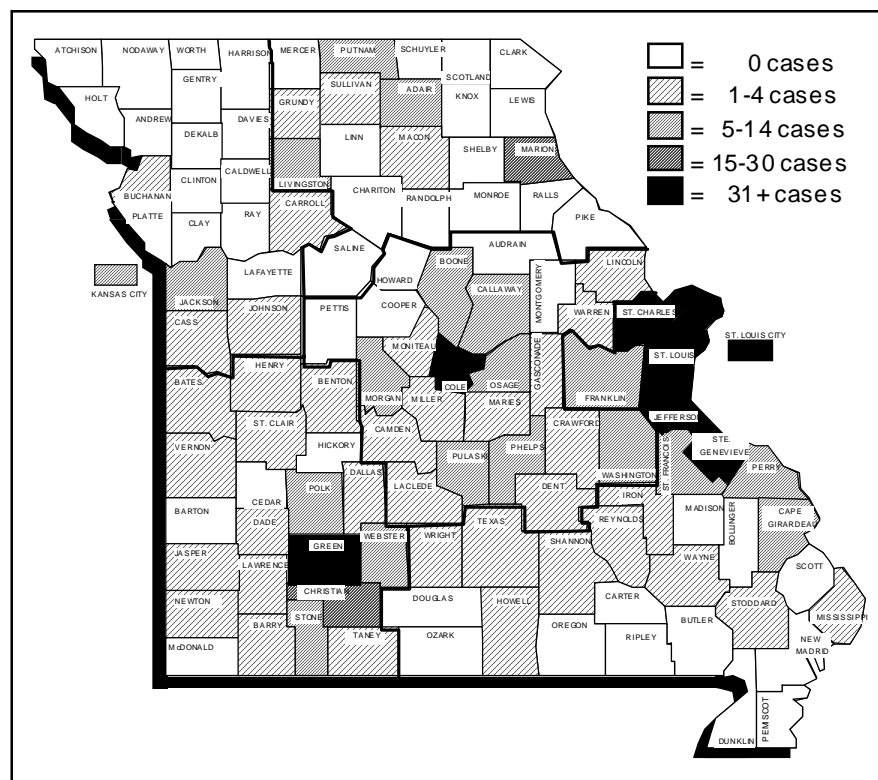 ATCHISON
NODAWAY
WORTH
HARRISON
MERCER
PUTNAM
SCHUYLER
CLARK
= 0 cases
= 1-4 cases
= 5-14 cases
= 15-30 cases
= 31+ cases
GENTRY
SCOTLAND
HOLT
SULLIVAN
ADAIR
KNOX
LEWIS
GRUNDY
ANDREW
DAVIES
DEKALB
LINN
MACON
SHELBY
MARION
CALDWELL
CLINTON
LIVINGSTON
BUCHANAN
CHARITON
RANDOLPH
MONROE
RALLS
CARROLL
PLATTE
CLAY
RAY
PIKE
SALINE
AUDRAIN
BOONE
LINCOLN
LAFAYETTE
HOWARD
CALLAWAY
MONTGOMERY
KANSAS CITY
JACKSON
JOHNSON
PETTIS
COOPER
WARREN
ST. CHARLES
CASS
ST. LOUIS CITY
MONITEAU
GASCONADE
ST. LOUIS
HENRY
BATES
BENTON
COLE
OSAGE
MORGAN
MILLER
MARIES
FRANKLIN
JEFFERSON
ST. CLAIR
CAMDEN
CRAWFORD
STE.
GENEVIEVE
VERNON
HICKORY
PULASKI
PHELPS
ST. FRANCOIS
PERRY
DALLAS
WASHINGTON
CEDAR
POLK
LACLEDE
DENT
IRON
BARTON
MADISON
BOLLINGER
CAPE
GIRARDEAU
DADE
TEXAS
REYNOLDS
GREEN
WEBSTER
WRIGHT
SHANNON
JASPER
LAWRENCE
WAYNE
SCOTT
CHRISTIAN
DOUGLAS
HOWELL
CARTER
NEWTON
STODDARD
MISSISSIPPI
STONE
BARRY
TANEY
OZARK
OREGON
RIPLEY
BUTLER
McDONALD
NEW
MADRID
PEMISCOT
DUNKLIN